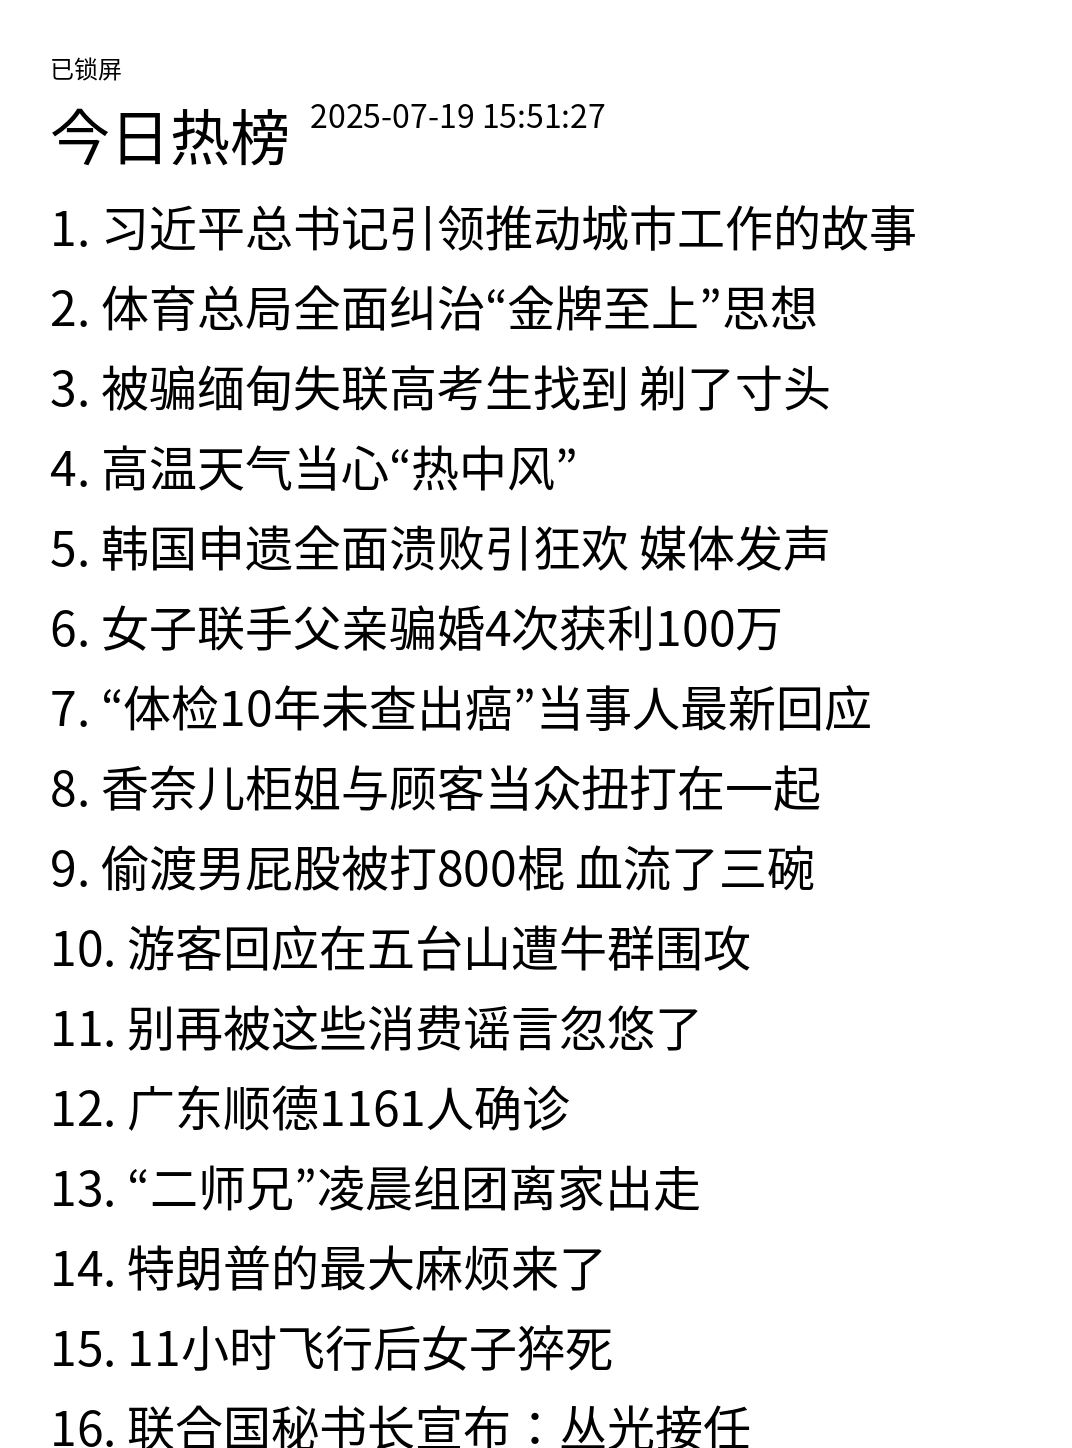 已锁屏
今日热榜 2025-07-19 15:51:27
1. 习近平总书记引领推动城市工作的故事
2. 体育总局全面纠治“金牌至上”思想
3. 被骗缅甸失联高考生找到 剃了寸头
4. 高温天气当心“热中风”
5. 韩国申遗全面溃败引狂欢 媒体发声
6. 女子联手父亲骗婚4次获利100万
7. “体检10年未查出癌”当事人最新回应
8. 香奈儿柜姐与顾客当众扭打在一起
9. 偷渡男屁股被打800棍 血流了三碗
10. 游客回应在五台山遭牛群围攻
11. 别再被这些消费谣言忽悠了
12. 广东顺德1161人确诊
13. “二师兄”凌晨组团离家出走
14. 特朗普的最大麻烦来了
15. 11小时飞行后女子猝死
16. 联合国秘书长宣布：丛光接任